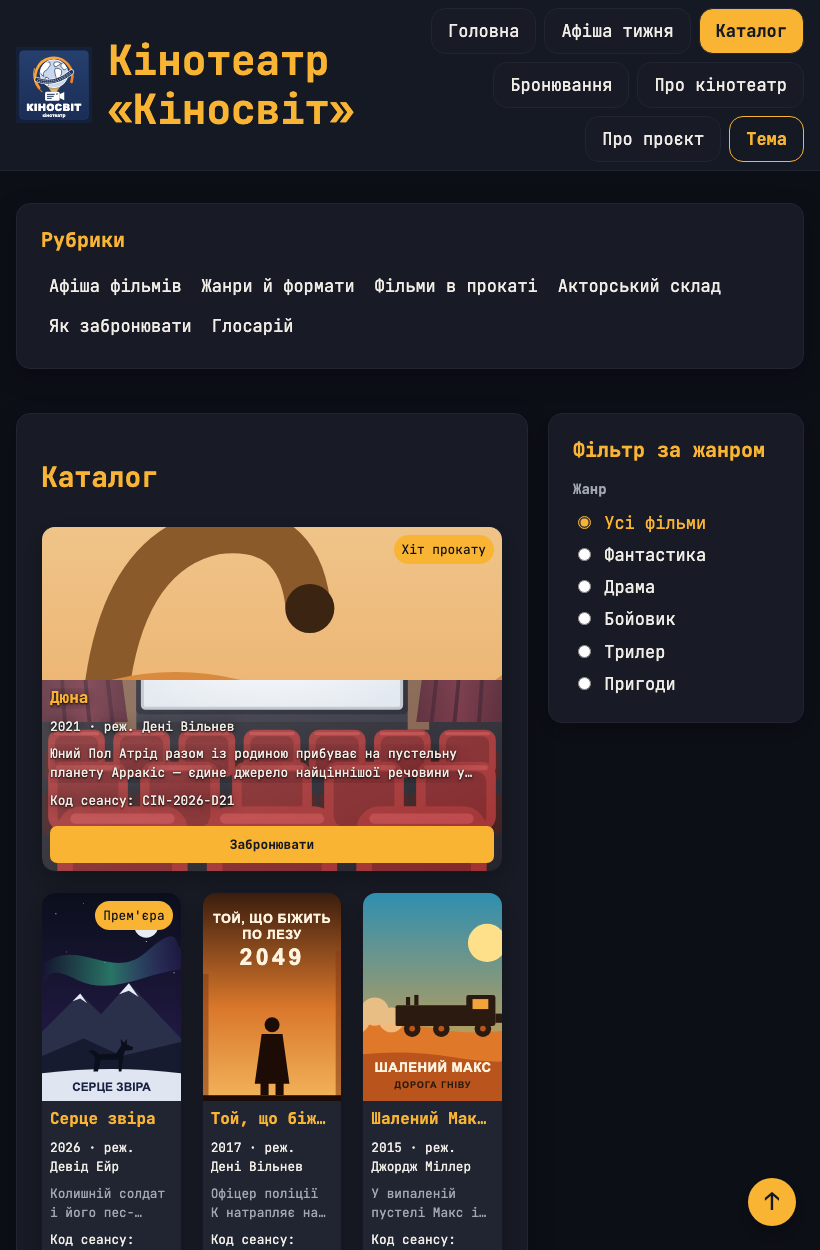 КІНОСВІТ
кінотеатр
Кінотеатр
«Кіносвіт»
Головна
Афіша тижня
Каталог
Бронювання
Про кінотеатр
Про проєкт
Тема
Рубрики
Афіша фільмів
Жанри й формати
Фільми в прокаті
Акторський склад
Як забронювати
Глосарій
Каталог
Хіт прокату
Дюна
2021 · реж. Дені Вільнев
Юний Пол Атрід разом із родиною прибуває на пустельну
планету Арракіс — єдине джерело найціннішої речовини у…
Код сеансу: CIN-2026-D21
Забронювати
Прем'єра
СЕРЦЕ ЗВІРА
Серце звіра
2026 · реж.
Девід Ейр
Колишній солдат
і його пес-…
Код сеансу:
ТОЙ, ЩО БІЖИТЬ
ПО ЛЕЗУ
2049
Той, що біж…
2017 · реж.
Дені Вільнев
Офіцер поліції
К натрапляє на…
Код сеансу:
ШАЛЕНИЙ МАКС
ДОРОГА ГНІВУ
Шалений Мак…
2015 · реж.
Джордж Міллер
У випаленій
пустелі Макс і…
Код сеансу:
Фільтр за жанром
Жанр
Усі фільми
Фантастика
Драма
Бойовик
Трилер
Пригоди